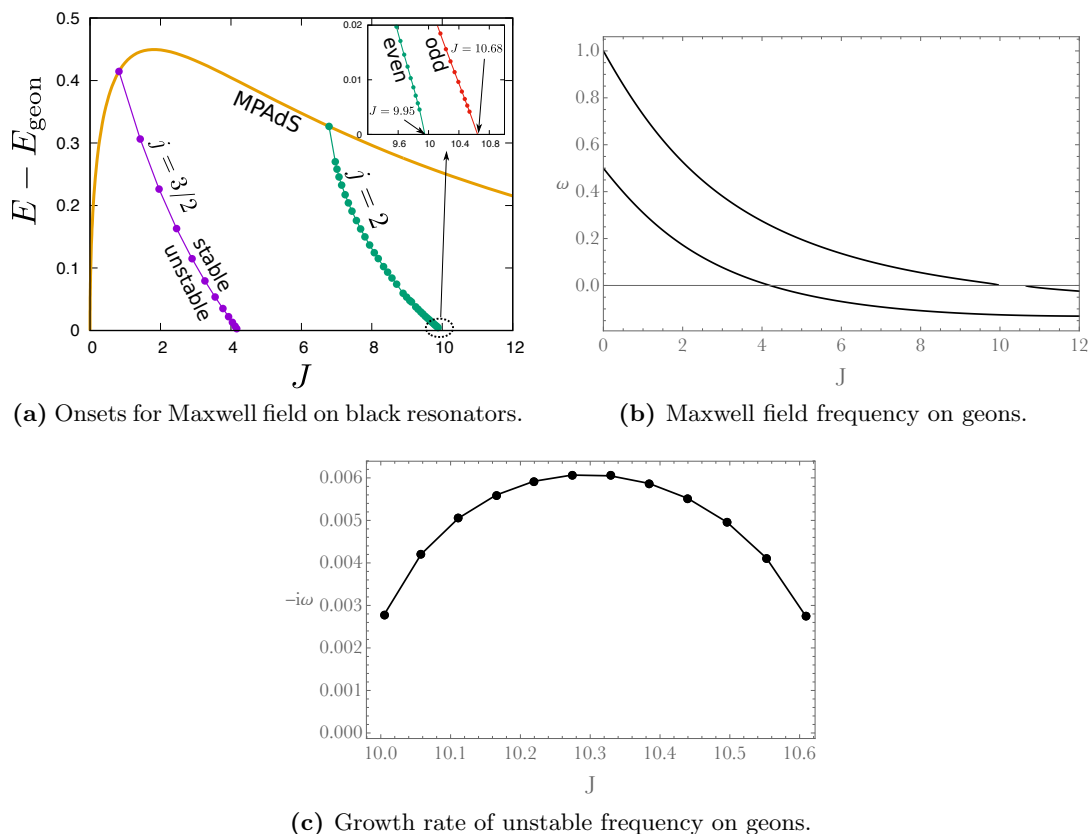 0.5
0.4
0.3
0.2
0.1
0
0 2 4 6 8 10 12
E − E_geon
J
MPAdS
j = 3/2
stable
unstable
j = 2
0.02
0.01
0
9.6 10 10.4 10.8
even
odd
J = 10.68
J = 9.95
(a) Onsets for Maxwell field on black resonators.
1.0
0.8
0.6
0.4
0.2
0.0
ω
0 2 4 6 8 10 12
J
(b) Maxwell field frequency on geons.
0.006
0.005
0.004
0.003
0.002
0.001
0.000
−iω
10.0 10.1 10.2 10.3 10.4 10.5 10.6
J
(c) Growth rate of unstable frequency on geons.